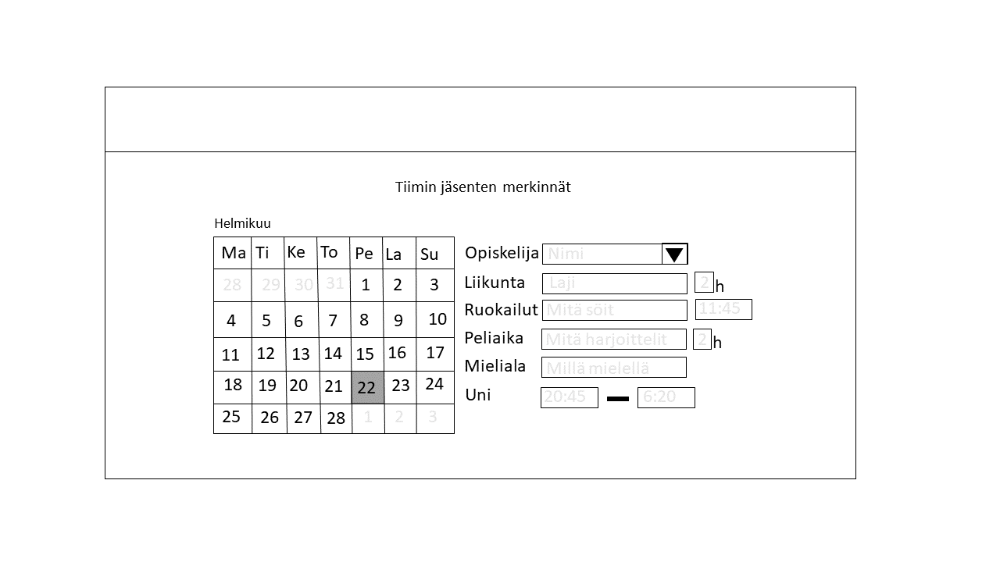 Tiimin jäsenten merkinnät
Helmikuu
Ma Ti Ke To Pe La Su
28 29 30 31 1 2 3
4 5 6 7 8 9 10
11 12 13 14 15 16 17
18 19 20 21 22 23 24
25 26 27 28 1 2 3
Opiskelija Nimi
Liikunta Laji 2 h
Ruokailut Mitä söit 11:45
Peliaika Mitä harjoittelit 2 h
Mieliala Millä mielellä
Uni 20:45 6:20